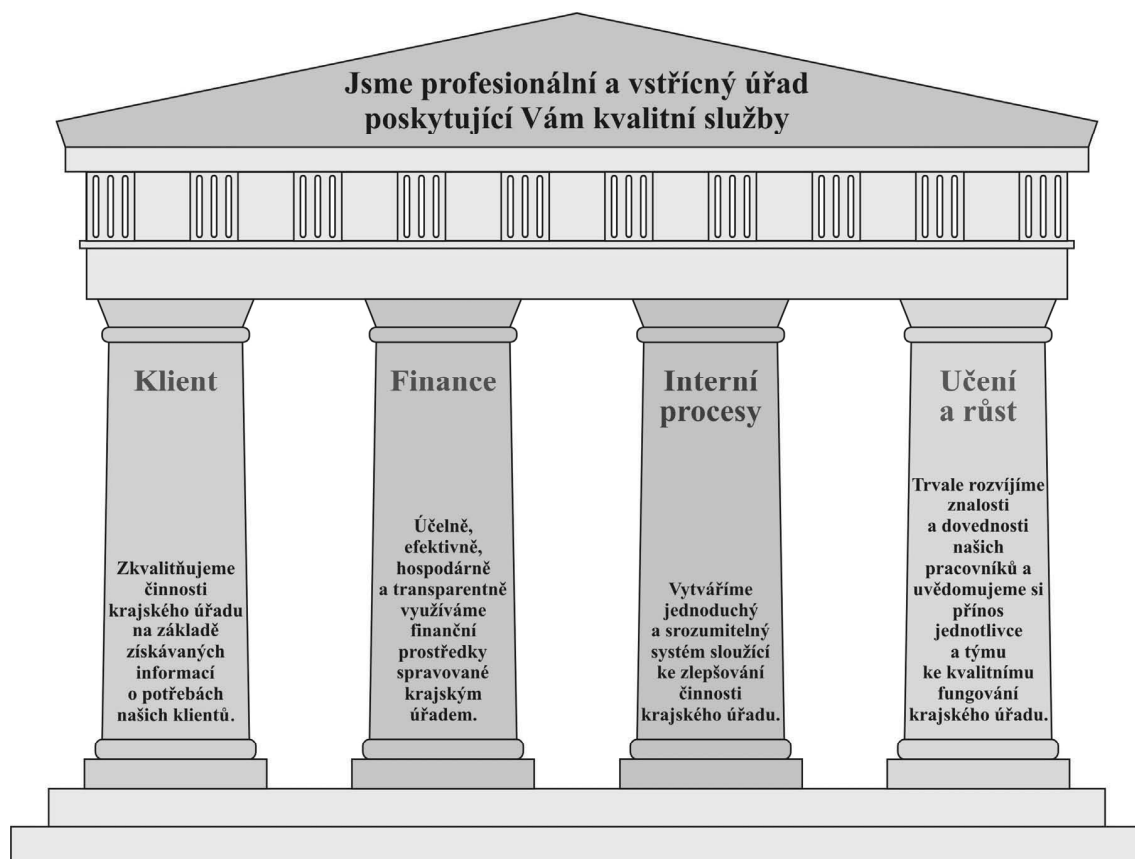 Jsme profesionální a vstřícný úřad
poskytující Vám kvalitní služby
Klient
Zkvalitňujeme
činnosti
krajského úřadu
na základě
získávaných
informací
o potřebách
našich klientů.
Finance
Účelně,
efektivně,
hospodárně
a transparentně
využíváme
finanční
prostředky
spravované
krajským
úřadem.
Interní
procesy
Vytváříme
jednoduchý
a srozumitelný
systém sloužící
ke zlepšování
činnosti
krajského úřadu.
Učení
a růst
Trvale rozvíjíme
znalosti
a dovednosti
našich
pracovníků a
uvědomujeme si
přínos
jednotlivce
a týmu
ke kvalitnímu
fungování
krajského úřadu.